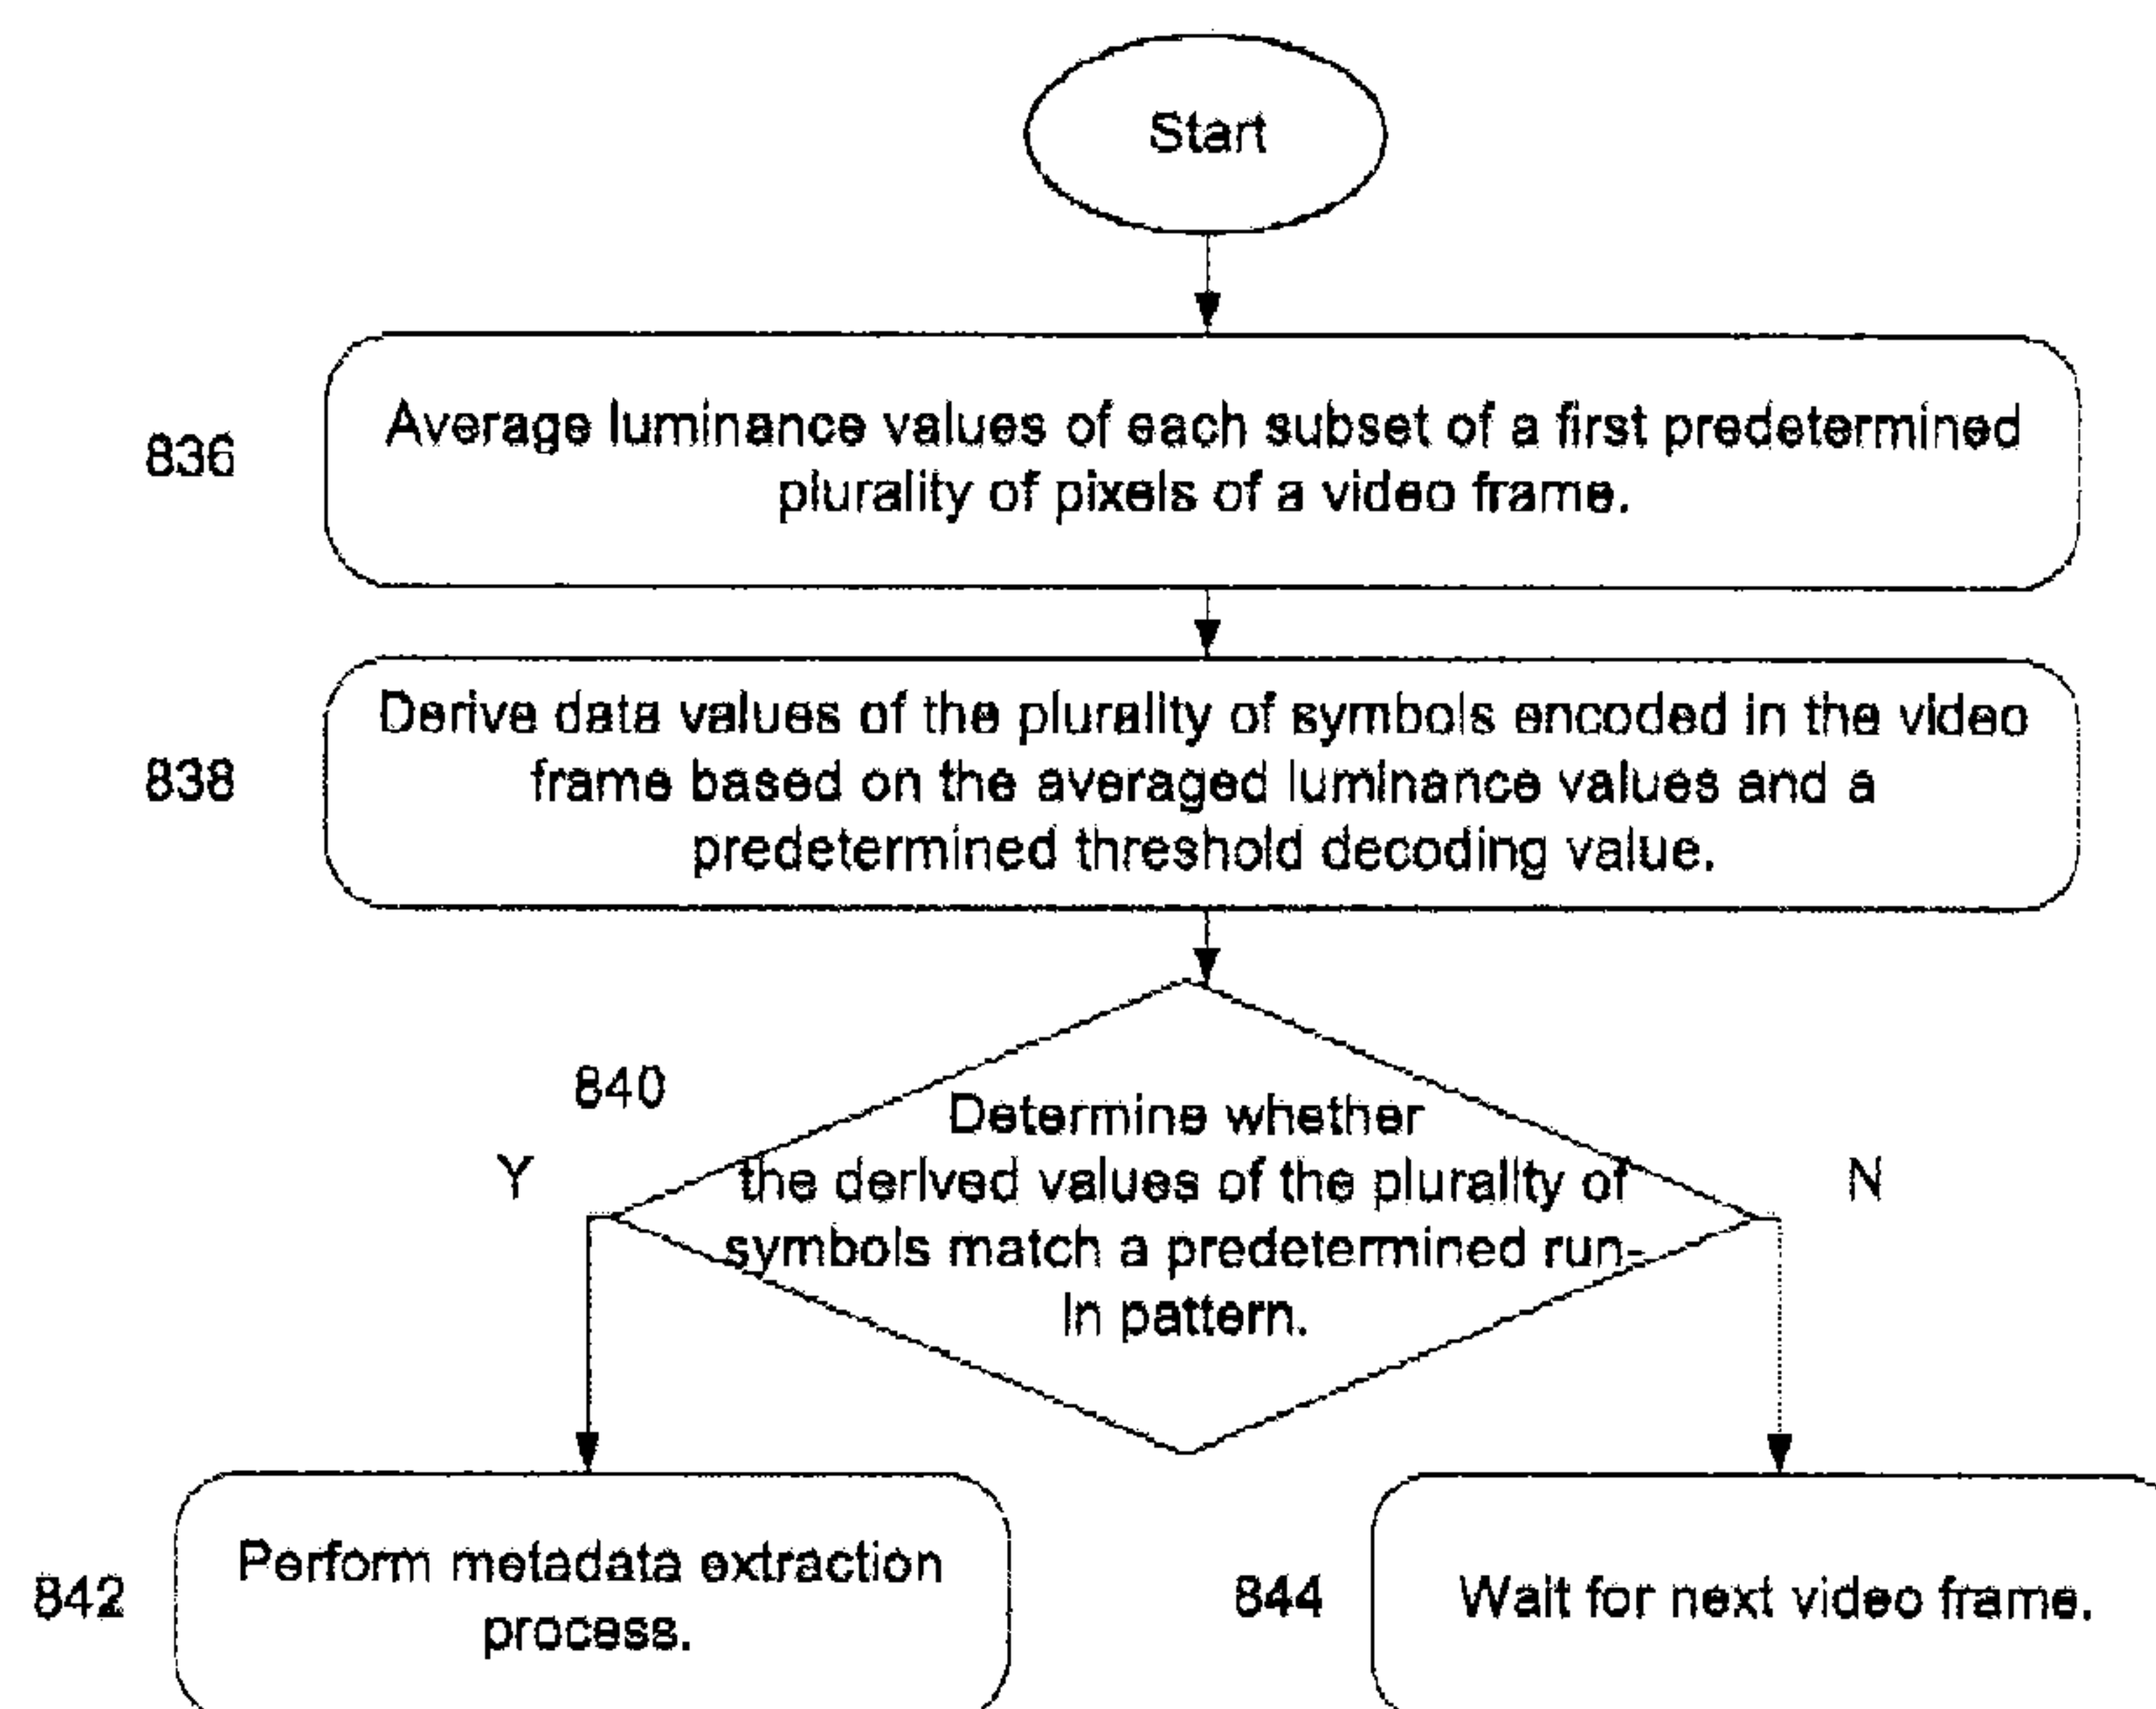 Start
836
Average luminance values of each subset of a first predetermined
plurality of pixels of a video frame.
838
Derive data values of the plurality of symbols encoded in the video
frame based on the averaged luminance values and a
predetermined threshold decoding value.
840
Determine whether
Y
the derived values of the plurality of
N
symbols match a predetermined run-
in pattern.
842
Perform metadata extraction
process.
844
Wait for next video frame.